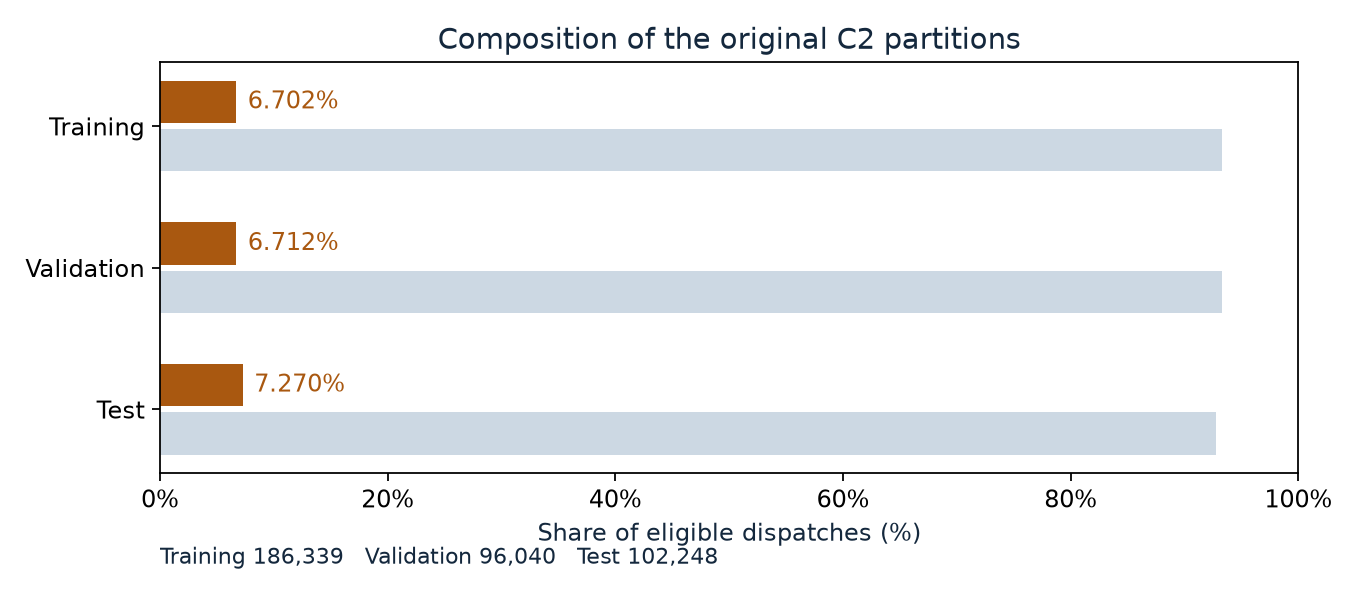 Composition of the original C2 partitions
Training
6.702%
Validation
6.712%
Test
7.270%
0% 20% 40% 60% 80% 100%
Share of eligible dispatches (%)
Training 186,339 Validation 96,040 Test 102,248